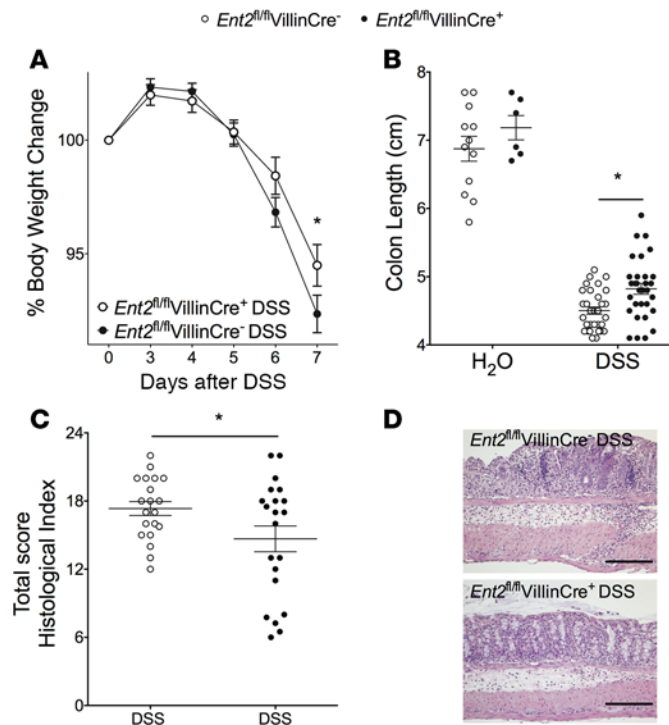 ○ Ent2fl/flVillinCre- ● Ent2fl/flVillinCre+
A
% Body Weight Change
100
95
Ent2fl/flVillinCre+ DSS
Ent2fl/flVillinCre- DSS
*
0 3 4 5 6 7
Days after DSS
B
Colon Length (cm)
8
7
6
5
4
*
H2O DSS
C
Total score
Histological Index
24
18
12
6
0
*
DSS DSS
D
Ent2fl/flVillinCre- DSS
Ent2fl/flVillinCre+ DSS